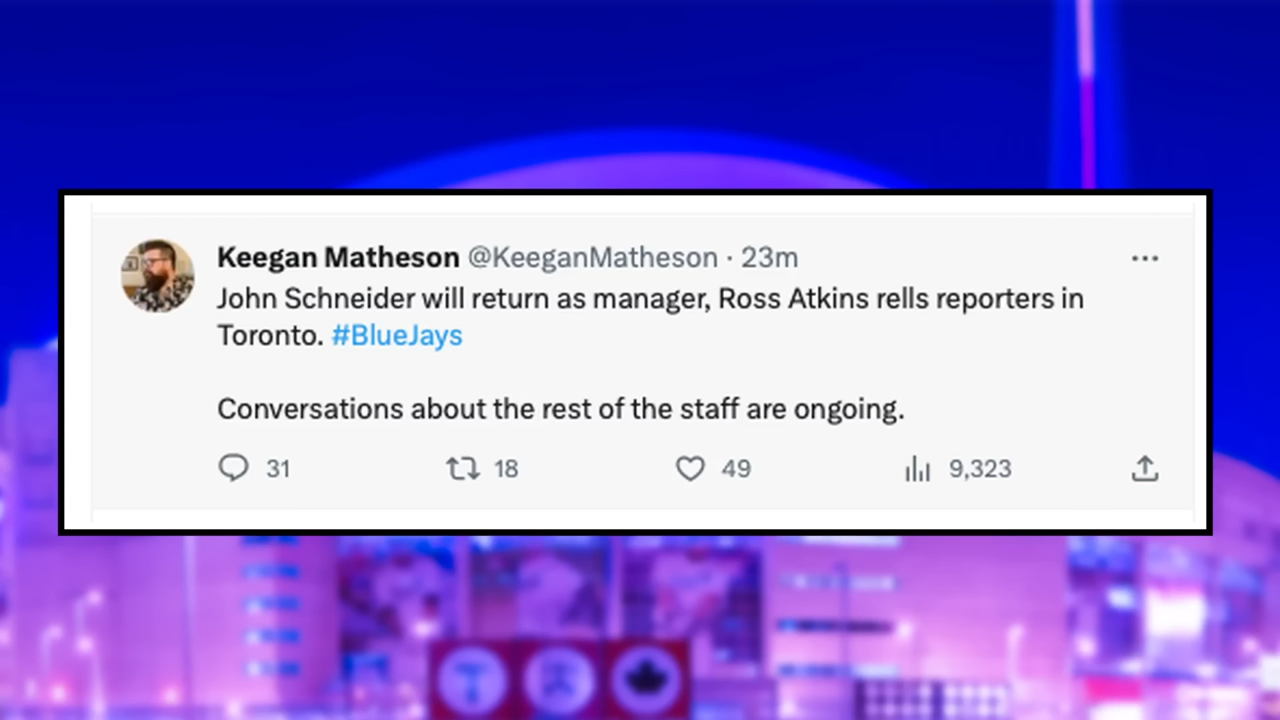 Keegan Matheson @KeeganMatheson · 23m
John Schneider will return as manager, Ross Atkins rells reporters in
Toronto. #BlueJays
Conversations about the rest of the staff are ongoing.
31 18 49 9,323